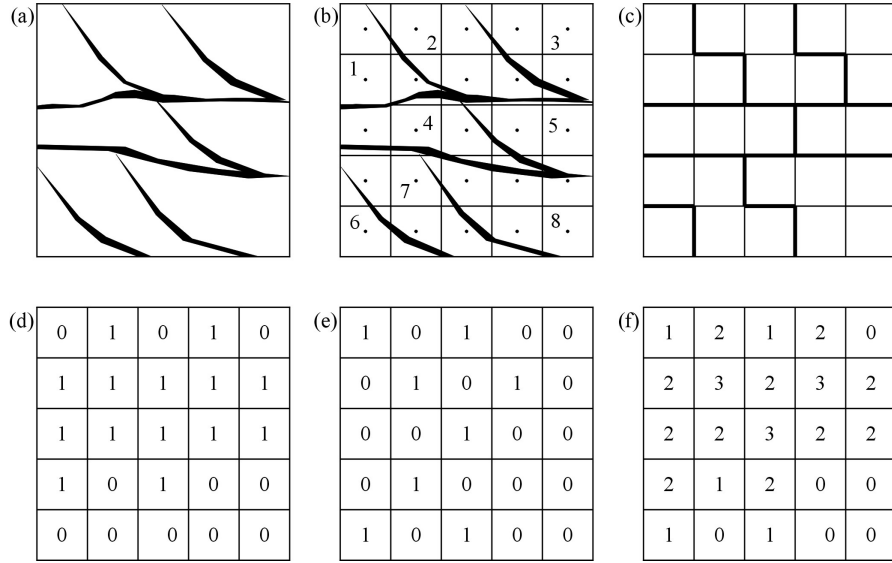 (a) (b) (c)
2 3
1
4 5
7
6 8
(d) (e) (f)
0 1 0 1 0 1 0 1 0 0 1 2 1 2 0
1 1 1 1 1 0 1 0 1 0 2 3 2 3 2
1 1 1 1 1 0 0 1 0 0 2 2 3 2 2
1 0 1 0 0 0 1 0 0 0 2 1 2 0 0
0 0 0 0 0 1 0 1 0 0 1 0 1 0 0